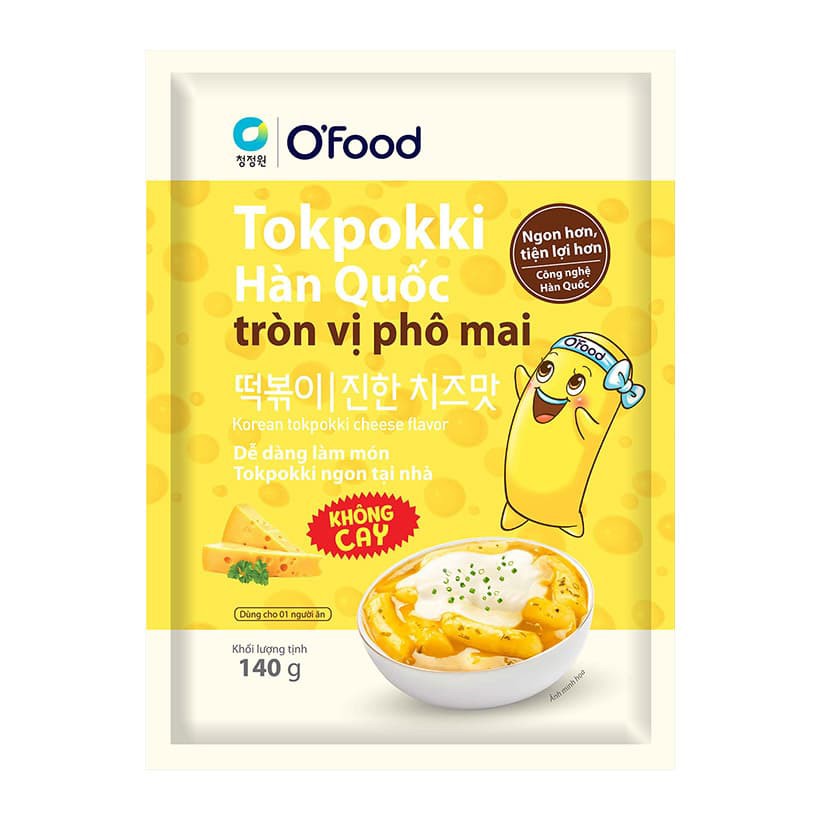 청정원
O'Food
Tokpokki
Hàn Quốc
tròn vị phô mai
떡볶이|진한 치즈맛
Korean tokpokki cheese flavor
Dễ dàng làm món
Tokpokki ngon tại nhà
Ngon hơn,
tiện lợi hơn
Công nghệ
Hàn Quốc
O'Food
KHÔNG
CAY
Dùng cho 01 người ăn
Khối lượng tịnh
140 g
Ảnh minh họa